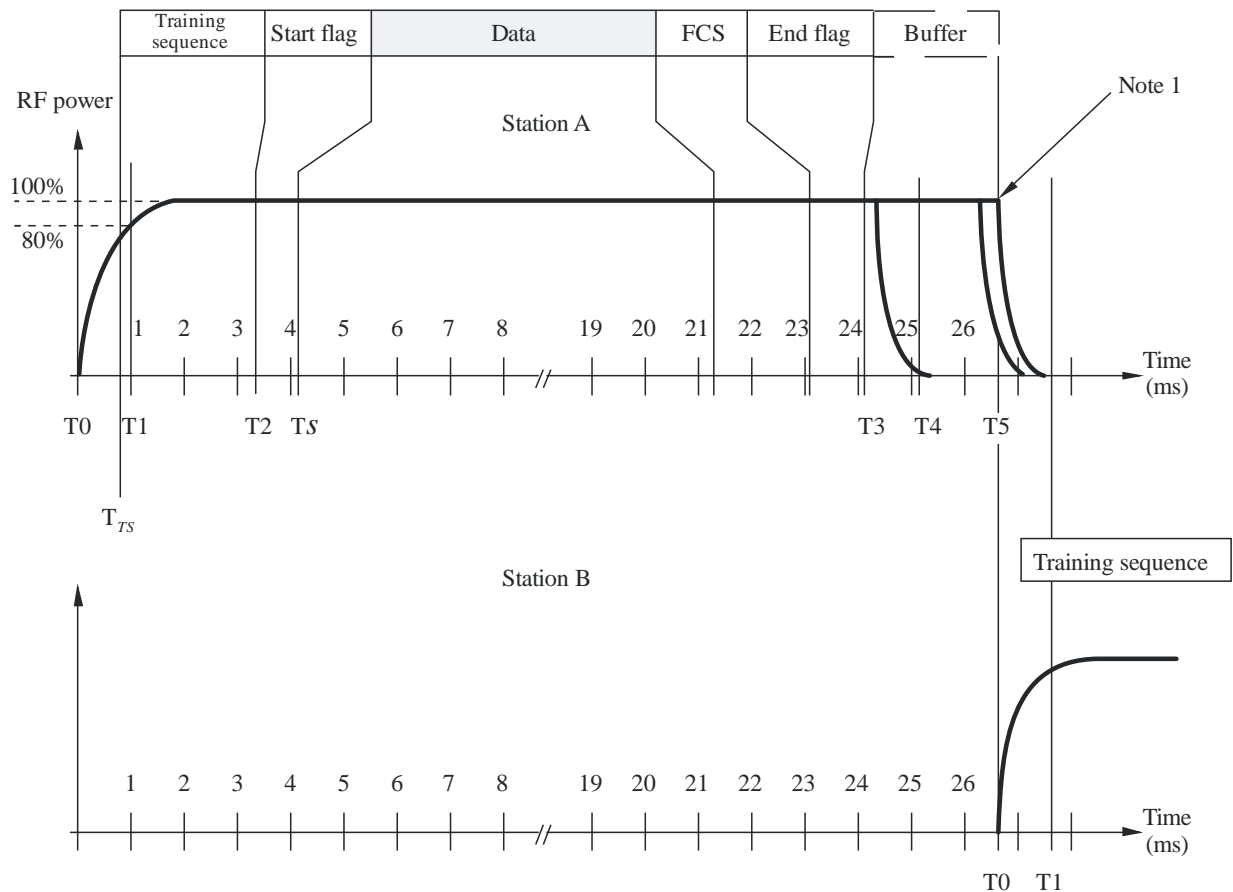 Training
sequence
Start flag
Data
FCS
End flag
Buffer
RF power
Station A
Note 1
100%
80%
1 2 3 4 5 6 7 8 19 20 21 22 23 24 25 26
Time
(ms)
T0 T1 T2 Ts T3 T4 T5
T_TS
Training sequence
Station B
1 2 3 4 5 6 7 8 19 20 21 22 23 24 25 26
Time
(ms)
T0 T1